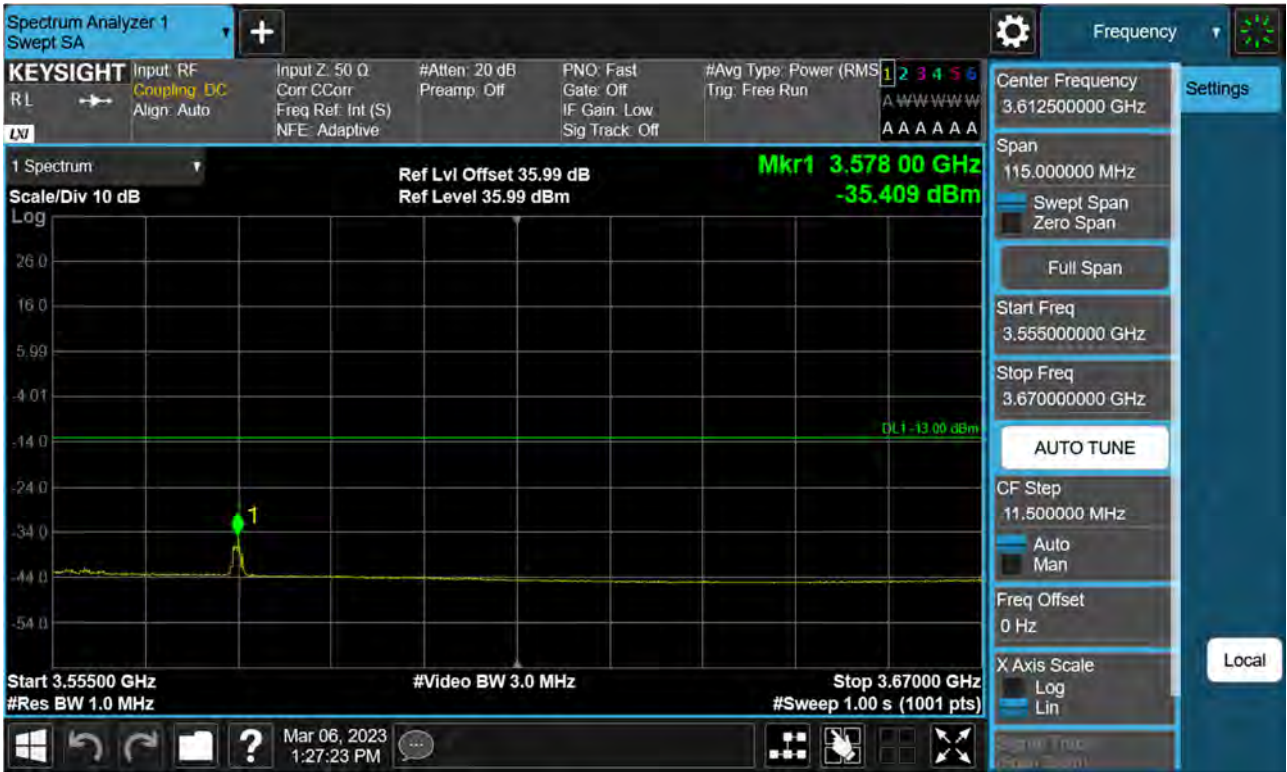 Spectrum Analyzer 1
Swept SA
+
Frequency
KEYSIGHT
RL
LXI
Input: RF
Coupling: DC
Align: Auto
Input Z: 50 Ω
Corr CCorr
Freq Ref: Int (S)
NFE: Adaptive
#Atten: 20 dB
Preamp: Off
PNO: Fast
Gate: Off
IF Gain: Low
Sig Track: Off
#Avg Type: Power (RMS
Trig: Free Run
1 2 3 4 5 6
A W W W W W
A A A A A A
1 Spectrum
Scale/Div 10 dB
Log
Ref Lvl Offset 35.99 dB
Ref Level 35.99 dBm
Mkr1 3.578 00 GHz
-35.409 dBm
26.0
16.0
5.99
-4.01
-14.0
-24.0
-34.0
-44.0
-54.0
DL1 -13.00 dBm
1
Start 3.55500 GHz
#Res BW 1.0 MHz
#Video BW 3.0 MHz
Stop 3.67000 GHz
#Sweep 1.00 s (1001 pts)
Center Frequency
3.612500000 GHz
Span
115.000000 MHz
Swept Span
Zero Span
Full Span
Start Freq
3.555000000 GHz
Stop Freq
3.670000000 GHz
AUTO TUNE
CF Step
11.500000 MHz
Auto
Man
Freq Offset
0 Hz
X Axis Scale
Log
Lin
Settings
Local
?
Mar 06, 2023
1:27:23 PM